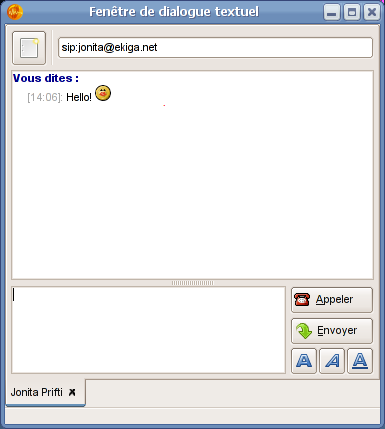 Fenêtre de dialogue textuel
sip:jonita@ekiga.net
Vous dites :
[14:06]: Hello!
Appeler
Envoyer
A A A
Jonita Prifti x